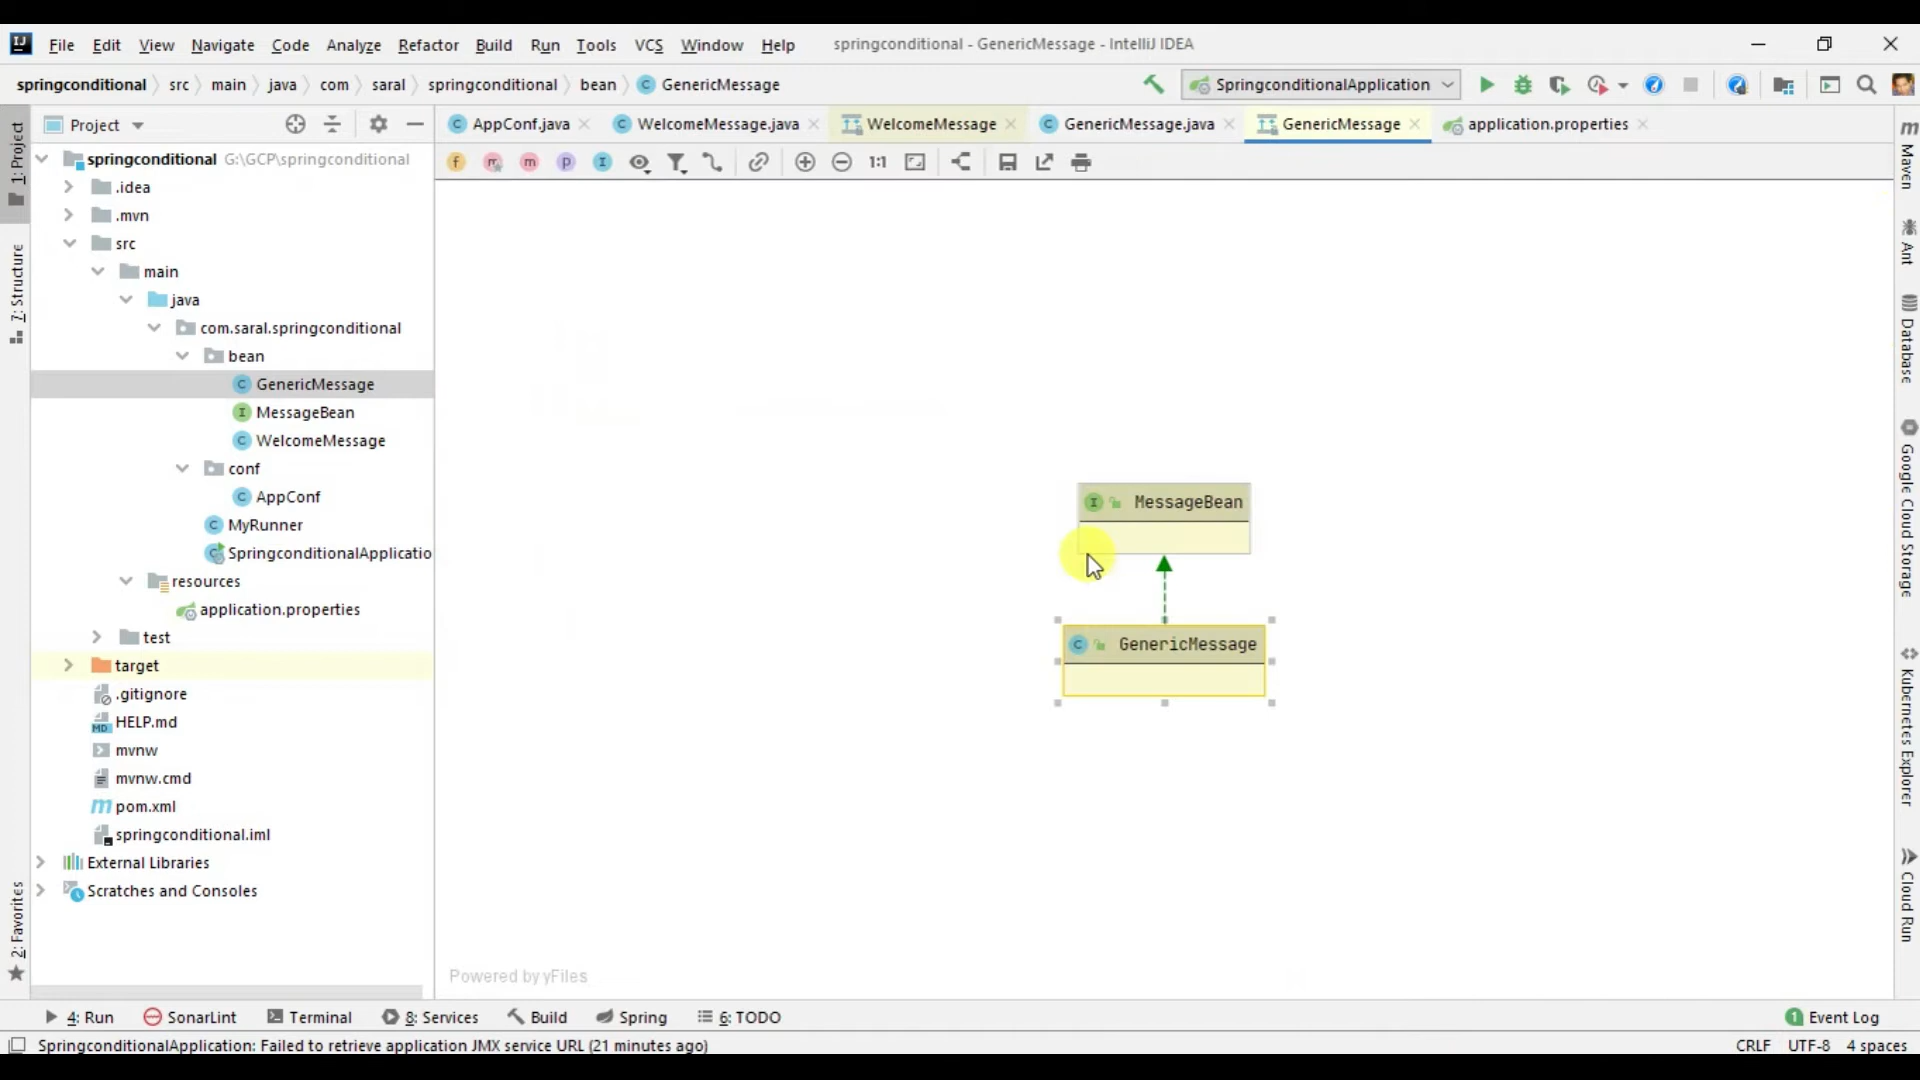 File Edit View Navigate Code Analyze Refactor Build Run Tools VCS Window Help springconditional - GenericMessage - IntelliJ IDEA
springconditional src main java com saral springconditional bean GenericMessage SpringconditionalApplication
1: Project
7: Structure
2: Favorites
Project
springconditional G:\GCP\springconditional
.idea
.mvn
src
main
java
com.saral.springconditional
bean
GenericMessage
MessageBean
WelcomeMessage
conf
AppConf
MyRunner
SpringconditionalApplicatio
resources
application.properties
test
target
.gitignore
HELP.md
mvnw
mvnw.cmd
pom.xml
springconditional.iml
External Libraries
Scratches and Consoles
AppConf.java WelcomeMessage.java WelcomeMessage GenericMessage.java GenericMessage application.properties
1:1
MessageBean
GenericMessage
Powered by yFiles
Maven
Ant
Database
Google Cloud Storage
Kubernetes Explorer
Cloud Run
4: Run SonarLint Terminal 8: Services Build Spring 6: TODO 1 Event Log
SpringconditionalApplication: Failed to retrieve application JMX service URL (21 minutes ago) CRLF UTF-8 4 spaces